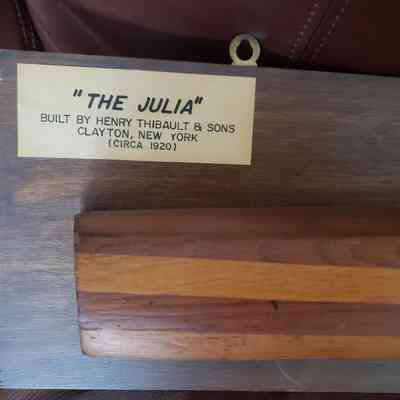 "THE JULIA"
BUILT BY HENRY THIBAULT & SONS
CLAYTON, NEW YORK
(CIRCA 1920)